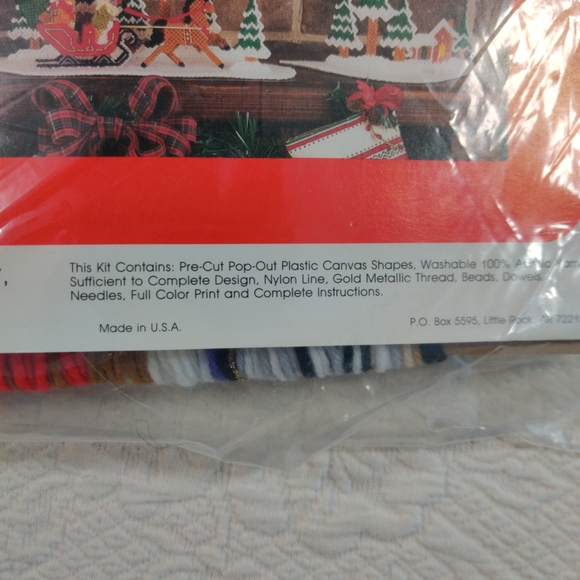 This Kit Contains: Pre-Cut Pop-Out Plastic Canvas Shapes, Washable 100%
Sufficient to Complete Design, Nylon Line, Gold Metallic Thread, Beads, Dowels,
Needles, Full Color Print and Complete Instructions.
Made in U.S.A.
P.O. Box 5595, Little Rock,